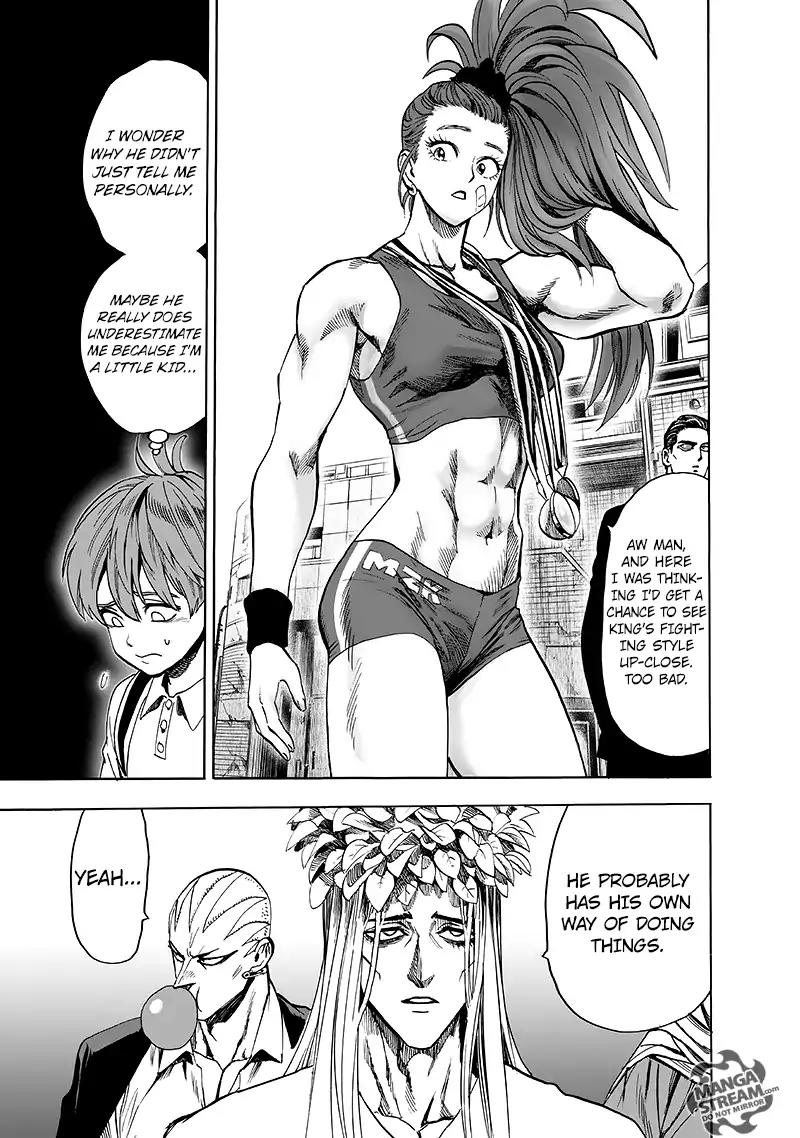 AW MAN,
AND HERE
I WAS THINK-
ING I'D GET A
CHANCE TO SEE
KING'S FIGHT-
ING STYLE
UP-CLOSE.
TOO BAD.
MZK
I WONDER
WHY HE DIDN'T
JUST TELL ME
PERSONALLY.
MAYBE HE
REALLY DOES
UNDERESTIMATE
ME BECAUSE I'M
A LITTLE KID...
HE PROBABLY
HAS HIS OWN
WAY OF DOING
THINGS.
YEAH...
MANGA
STREAM.com
DO NOT MIRROR!